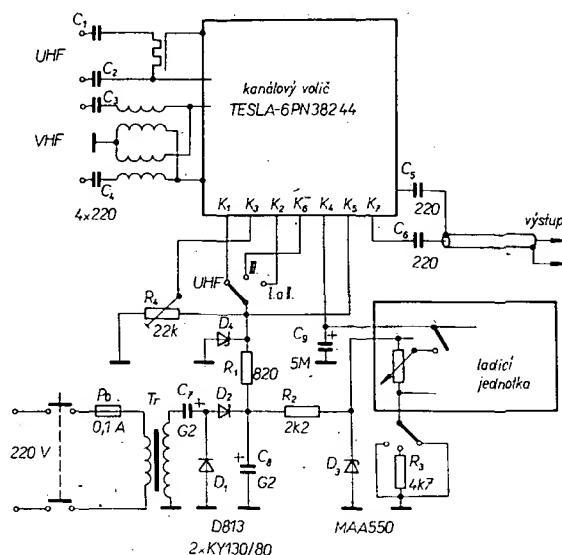 C1
UHF
C2
C3
VHF
C4
4x220
kanálový volič
TESLA-6PN38244
K1 K3 K2 K6 K4 K5 K7
C5
220
C6
220
výstup
UHF
III.
I. a II.
R4
22k
D4
R1
820
C9
5M
ladicí
jednotka
Po
0,1 A
Tr
C7
+
G2
D2
R2
2k2
220 V
D1
+
C8
G2
D3
R3
4k7
D813
2×KY130/80
MAA550